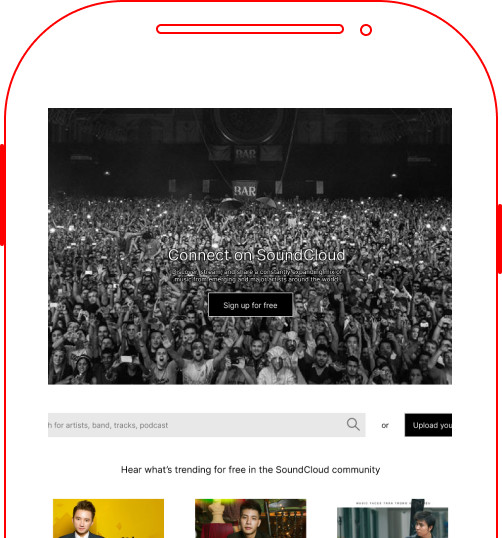 BAR
BAR
Connect on SoundCloud
Discover, stream, and share a constantly expanding mix of
music from emerging and major artists around the world.
Sign up for free
h for artists, band, tracks, podcast
or
Upload you
Hear what's trending for free in the SoundCloud community